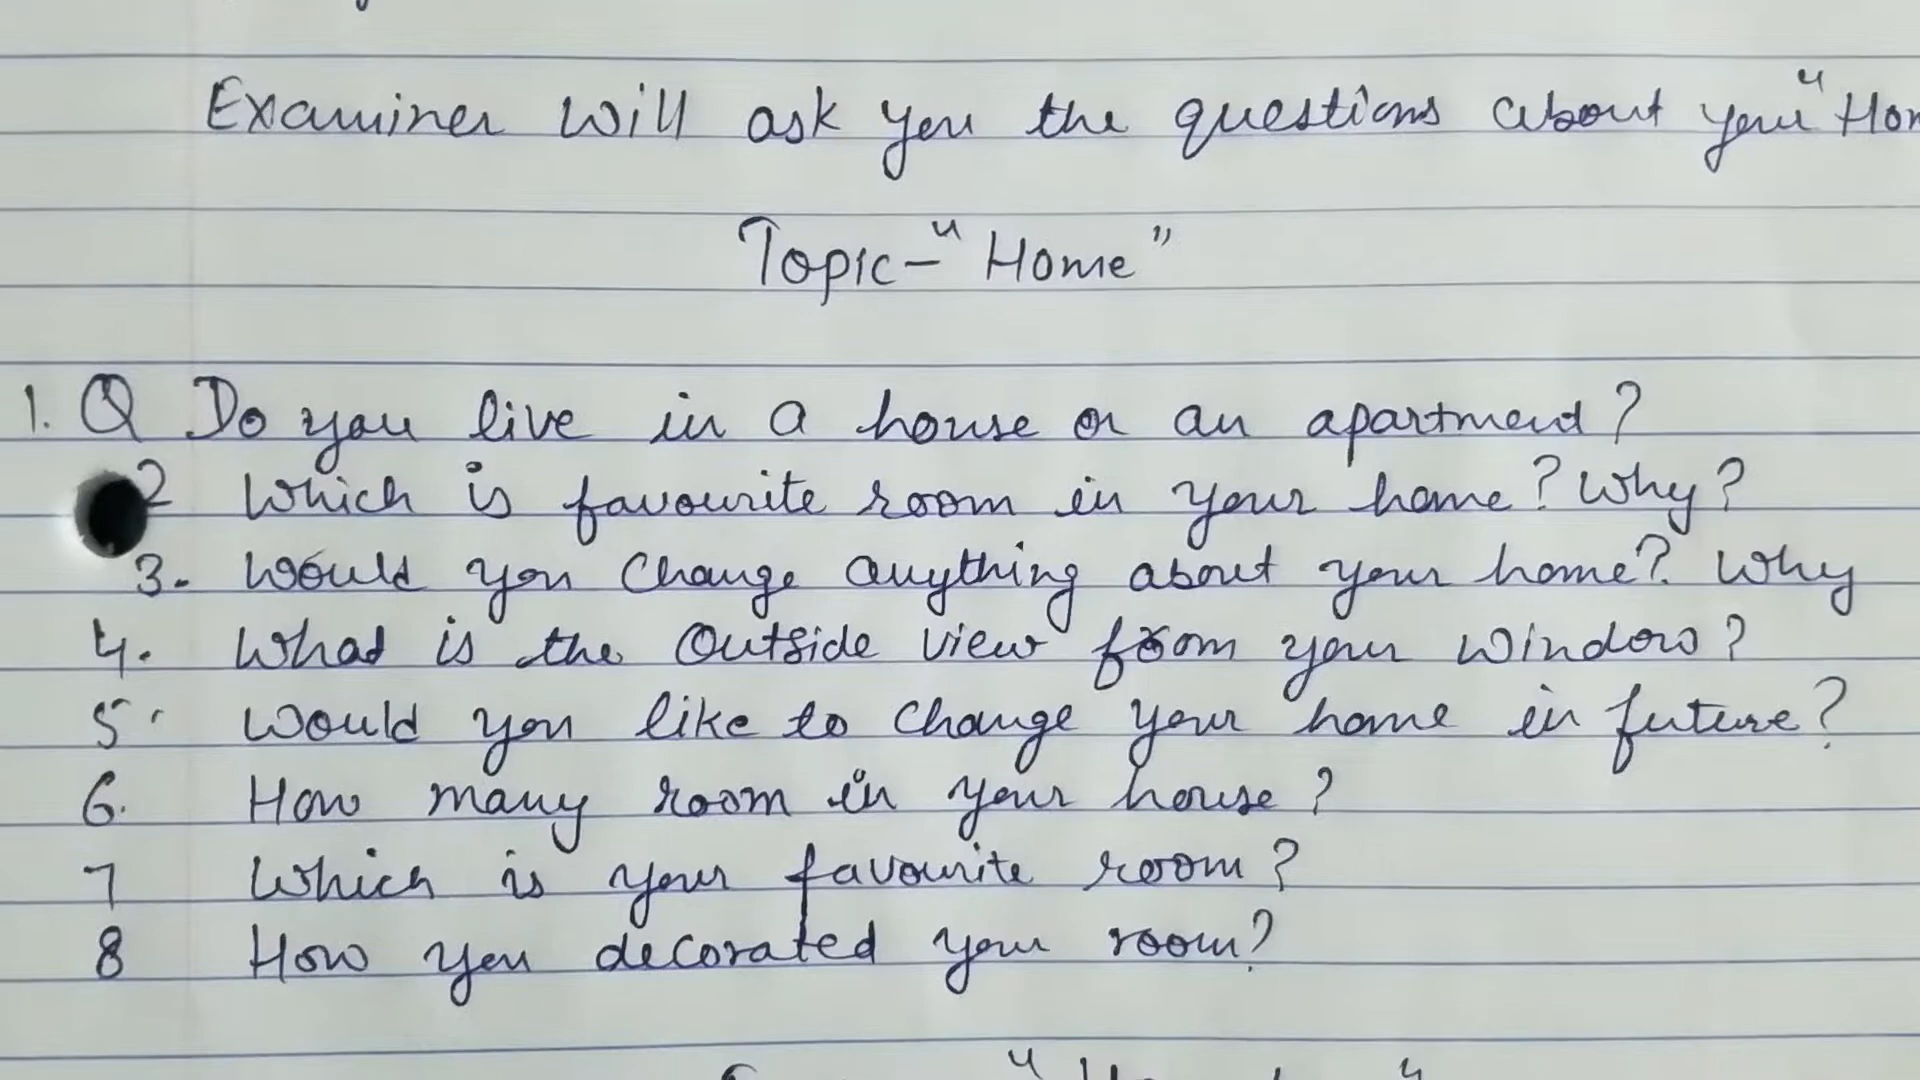 Examiner will ask you the questions about your "Hom
Topic - "Home"
1. Q Do you live in a house or an apartment?
2 Which is favourite room in your home? Why?
3. Would you change anything about your home? Why
4. What is the Outside view from your window?
5. Would you like to change your home in future?
6. How many room in your house?
7 Which is your favourite room?
8 How you decorated your room?